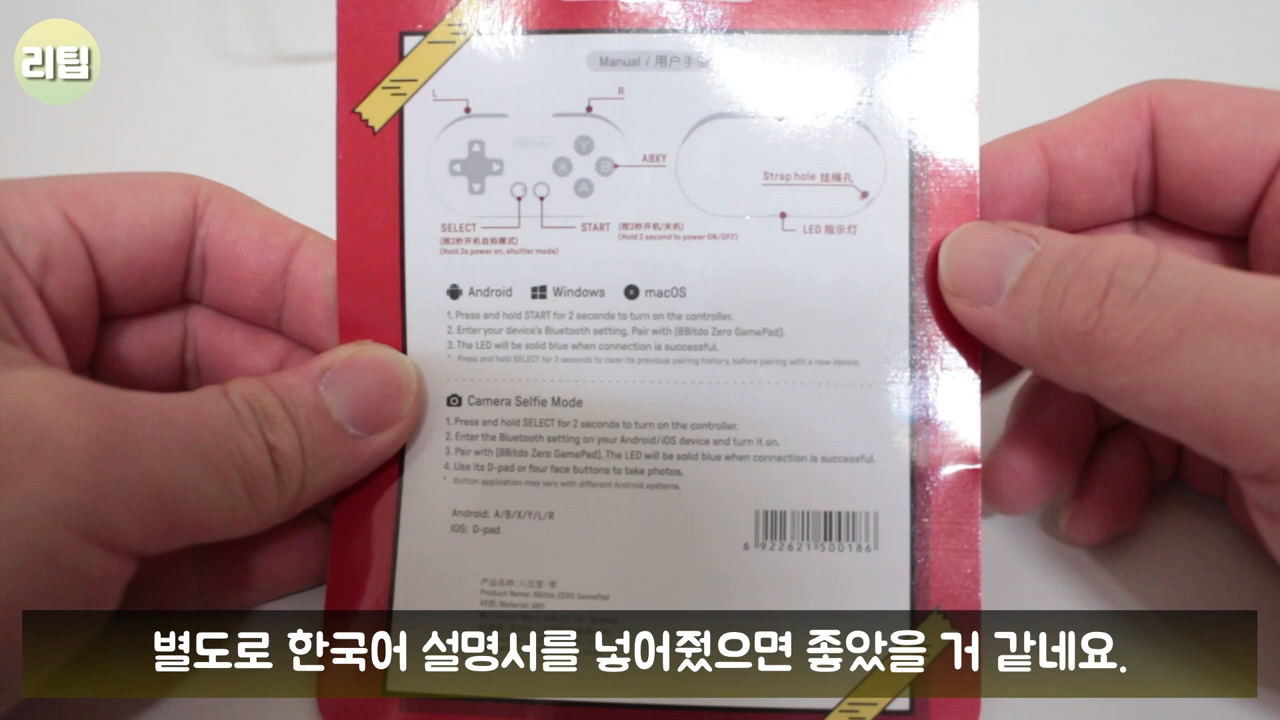 리팁
Manual / 用户手
L
R
ABXY
Strap hole 挂绳孔
SELECT
START
(按2秒开机/关机)
(Hold 2 second to power ON/OFF)
LED 指示灯
(按2秒开机自拍模式)
(Hold 2s power on, shutter mode)
Android Windows macOS
1. Press and hold START for 2 seconds to turn on the controller.
2. Enter your device's Bluetooth setting. Pair with [8Bitdo Zero GamePad].
3. The LED will be solid blue when connection is successful.
* Press and hold SELECT for 3 seconds to clear its previous pairing history, before pairing with a new device.
Camera Selfie Mode
1. Press and hold SELECT for 2 seconds to turn on the controller.
2. Enter the Bluetooth setting on your Android/iOS device and turn it on.
3. Pair with [8Bitdo Zero GamePad]. The LED will be solid blue when connection is successful.
4. Use its D-pad or four face buttons to take photos.
* Button application may vary with different Android systems.
Android: A/B/X/Y/L/R
IOS: D-pad
6 922621 500186
Product Name: 8Bitdo ZERO GamePad
Material: ABS
별도로 한국어 설명서를 넣어줬으면 좋았을 거 같네요.